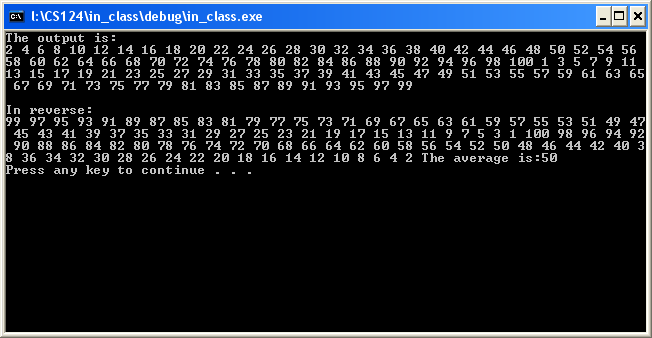 I:\CS124\in_class\debug\in_class.exe
The output is:
2 4 6 8 10 12 14 16 18 20 22 24 26 28 30 32 34 36 38 40 42 44 46 48 50 52 54 56
58 60 62 64 66 68 70 72 74 76 78 80 82 84 86 88 90 92 94 96 98 100 1 3 5 7 9 11
13 15 17 19 21 23 25 27 29 31 33 35 37 39 41 43 45 47 49 51 53 55 57 59 61 63 65
67 69 71 73 75 77 79 81 83 85 87 89 91 93 95 97 99
In reverse:
99 97 95 93 91 89 87 85 83 81 79 77 75 73 71 69 67 65 63 61 59 57 55 53 51 49 47
45 43 41 39 37 35 33 31 29 27 25 23 21 19 17 15 13 11 9 7 5 3 1 100 98 96 94 92
90 88 86 84 82 80 78 76 74 72 70 68 66 64 62 60 58 56 54 52 50 48 46 44 42 40 3
8 36 34 32 30 28 26 24 22 20 18 16 14 12 10 8 6 4 2 The average is:50
Press any key to continue . . .